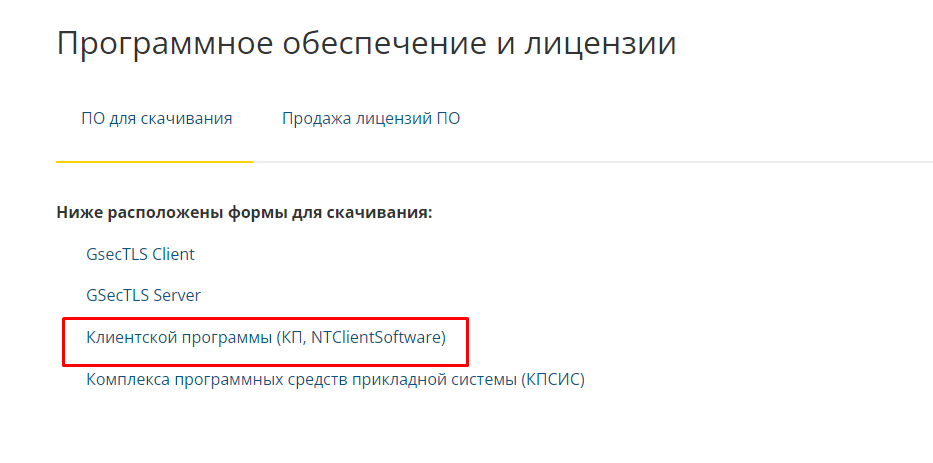 Программное обеспечение и лицензии
ПО для скачивания
Продажа лицензий ПО
Ниже расположены формы для скачивания:
GsecTLS Client
GSecTLS Server
Клиентской программы (КП, NTClientSoftware)
Комплекса программных средств прикладной системы (КПСИС)